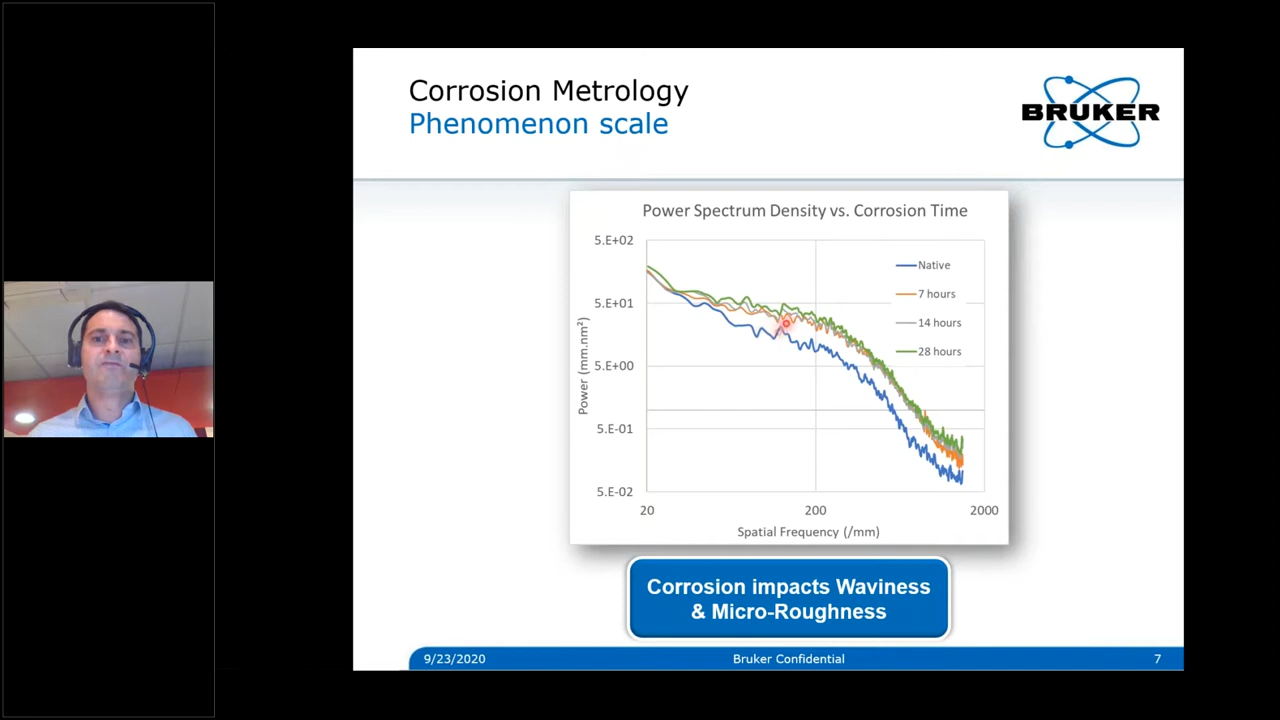 Corrosion Metrology
Phenomenon scale
BRUKER
Power Spectrum Density vs. Corrosion Time
5.E+02
5.E+01
5.E+00
5.E-01
5.E-02
Power (mm.nm²)
Native
7 hours
14 hours
28 hours
20
200
2000
Spatial Frequency (/mm)
Corrosion impacts Waviness
& Micro-Roughness
9/23/2020
Bruker Confidential
7